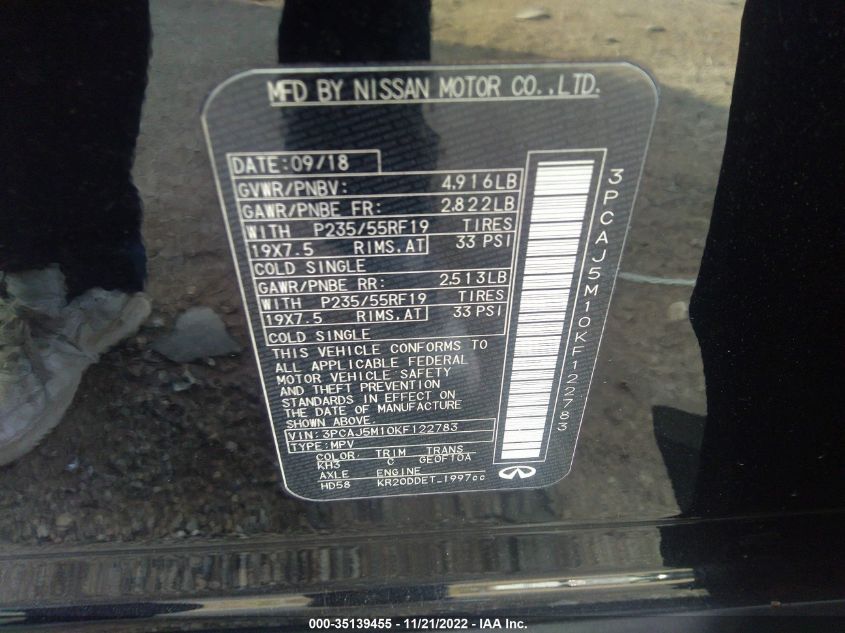 MFD BY NISSAN MOTOR CO.,LTD.
DATE:09/18
GVWR/PNBV: 4,916LB
GAWR/PNBE FR: 2,822LB
WITH P235/55RF19 TIRES
19X7.5 RIMS.AT 33 PSI
COLD SINGLE
GAWR/PNBE RR: 2,513LB
WITH P235/55RF19 TIRES
19X7.5 RIMS.AT 33 PSI
COLD SINGLE
THIS VEHICLE CONFORMS TO
ALL APPLICABLE FEDERAL
MOTOR VEHICLE SAFETY
AND THEFT PREVENTION
STANDARDS IN EFFECT ON
THE DATE OF MANUFACTURE
SHOWN ABOVE.
VIN:3PCAJ5M10KF122783
TYPE:MPV
COLOR TRIM TRANS
KH3 C GE0F10A
AXLE ENGINE
HD58 KR20DDET-1997cc
3PCAJ5M10KF122783
000-35139455 - 11/21/2022 - IAA Inc.